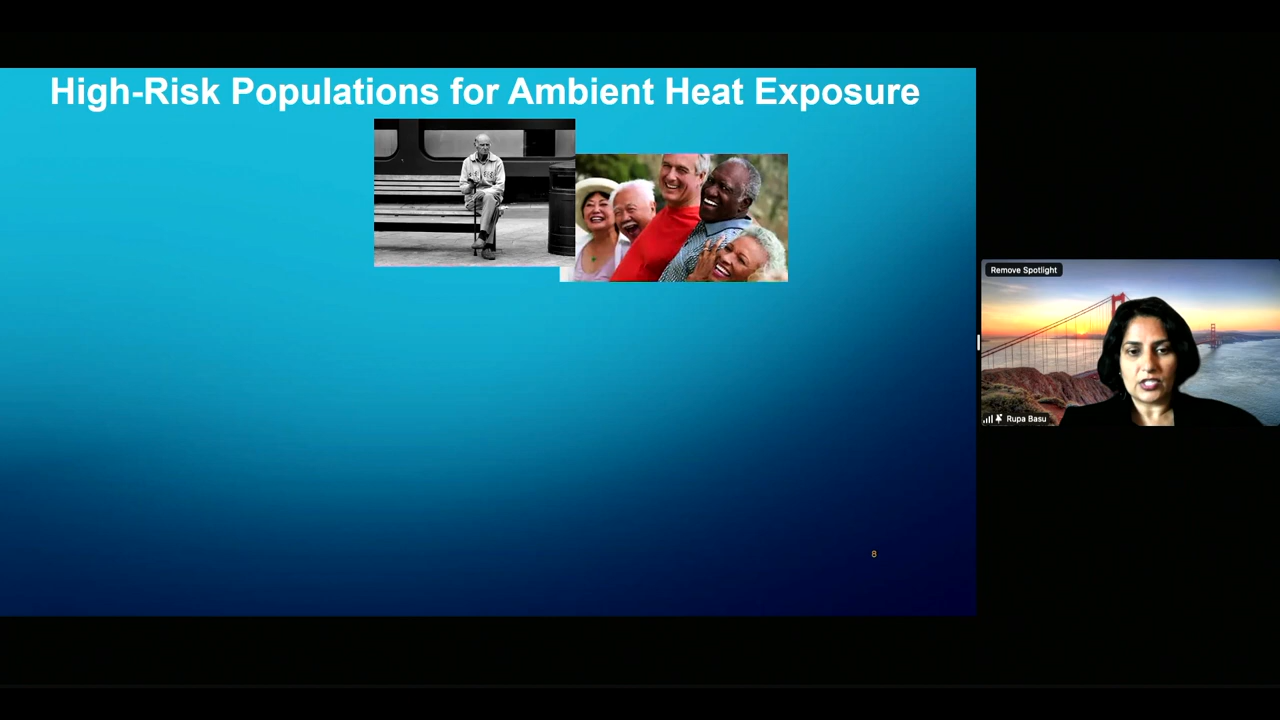 High-Risk Populations for Ambient Heat Exposure
Remove Spotlight
Rupa Basu
8